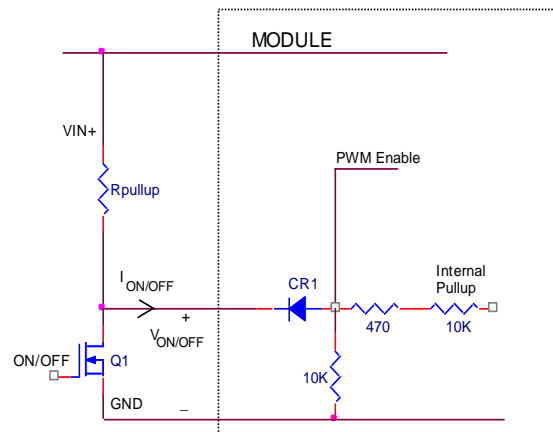 MODULE
VIN+
PWM Enable
Rpullup
I ON/OFF
CR1
Internal
Pullup
+
V ON/OFF
470
10K
ON/OFF
Q1
10K
GND
_